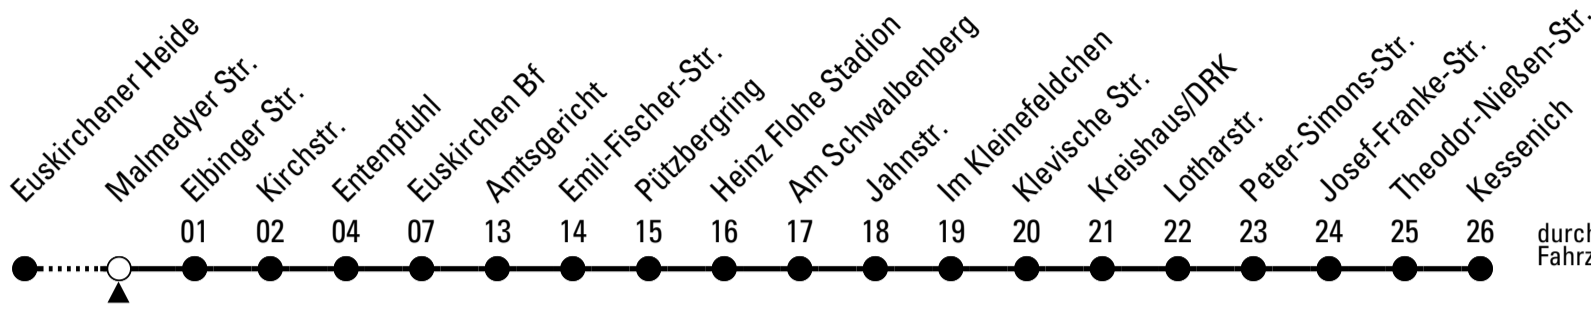 Euskirchener Heide
Malmedyer Str.
Elbinger Str.
Kirchstr.
Entenpfuhl
Euskirchen Bf
Amtsgericht
Emil-Fischer-Str.
Pützbergring
Heinz Flohe Stadion
Am Schwalbenberg
Jahnstr.
Im Kleinefeldchen
Klevische Str.
Kreishaus/DRK
Lotharstr.
Peter-Simons-Str.
Josef-Franke-Str.
Theodor-Nießen-Str.
Kessenich
01 02 04 07 13 14 15 16 17 18 19 20 21 22 23 24 25 26